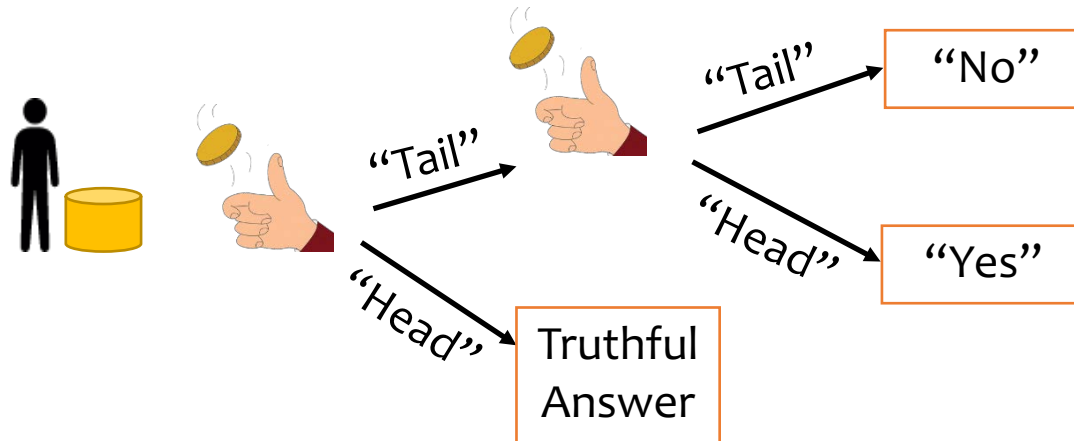 “Tail”
“No”
“Tail”
“Head”
“Yes”
“Head”
Truthful
Answer